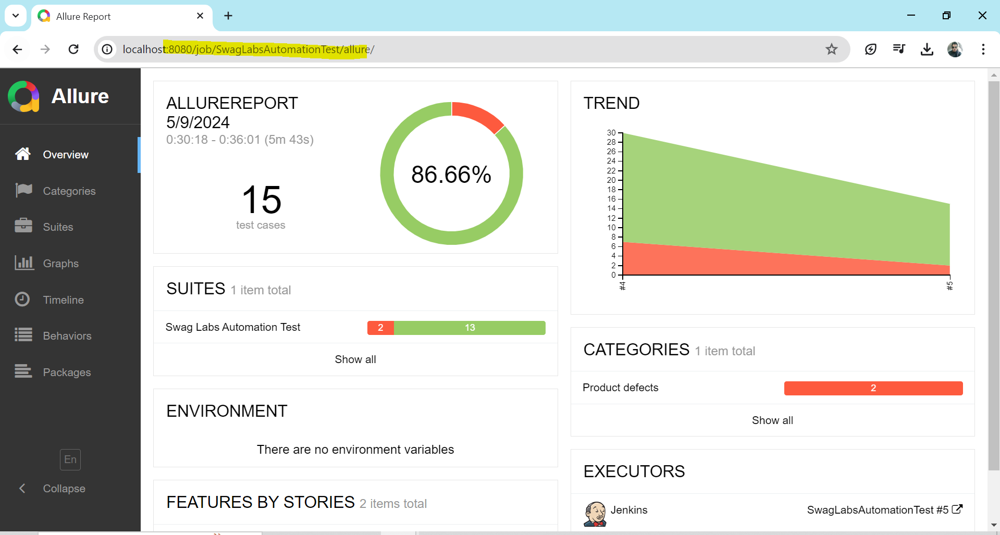 Allure Report
localhost:8080/job/SwagLabsAutomationTest/allure/
Allure
Overview
Categories
Suites
Graphs
Timeline
Behaviors
Packages
En
Collapse
ALLUREREPORT
5/9/2024
0:30:18 - 0:36:01 (5m 43s)
15
test cases
86.66%
SUITES 1 item total
Swag Labs Automation Test 2 13
Show all
ENVIRONMENT
There are no environment variables
FEATURES BY STORIES 2 items total
TREND
30
28
26
24
22
20
18
16
14
12
10
8
6
4
2
0
#4
#5
CATEGORIES 1 item total
Product defects 2
Show all
EXECUTORS
Jenkins SwagLabsAutomationTest #5